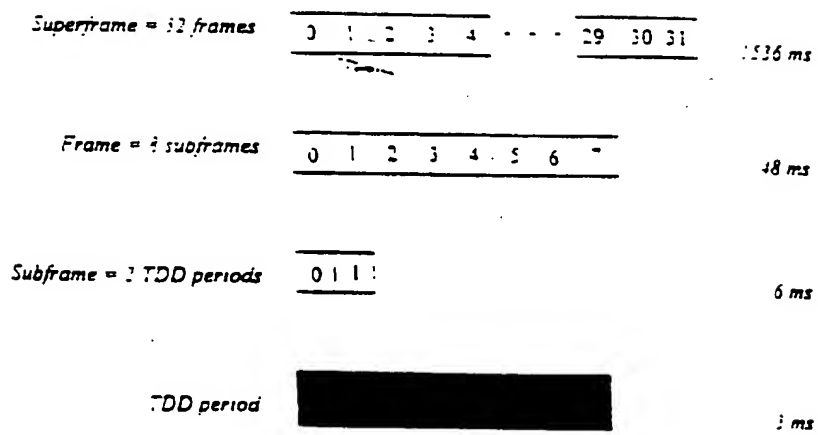 Superframe = 32 frames 0 1 2 3 4 - - - 29 30 31 1536 ms
Frame = 8 subframes 0 1 2 3 4 5 6 7 48 ms
Subframe = 2 TDD periods 0 1 6 ms
TDD period 3 ms